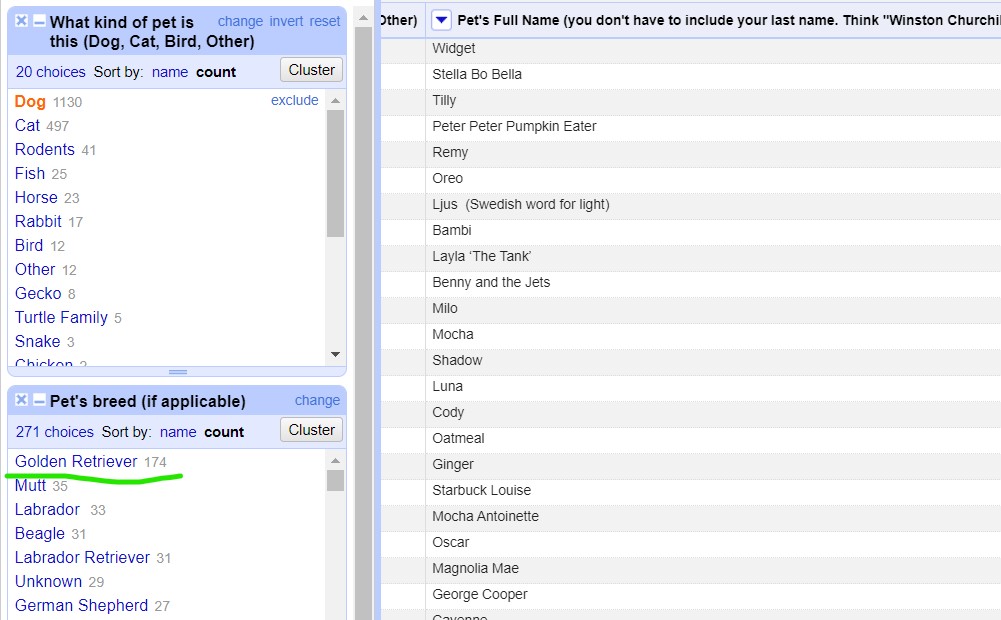 What kind of pet is this (Dog, Cat, Bird, Other)
change invert reset
20 choices Sort by: name count
Cluster
Dog 1130
exclude
Cat 497
Rodents 41
Fish 25
Horse 23
Rabbit 17
Bird 12
Other 12
Gecko 8
Turtle Family 5
Snake 3
Chicken 2
Pet's breed (if applicable)
change
271 choices Sort by: name count
Cluster
Golden Retriever 174
Mutt 35
Labrador 33
Beagle 31
Labrador Retriever 31
Unknown 29
German Shepherd 27
Other)
Pet's Full Name (you don't have to include your last name. Think "Winston Churchil
Widget
Stella Bo Bella
Tilly
Peter Peter Pumpkin Eater
Remy
Oreo
Ljus (Swedish word for light)
Bambi
Layla ‘The Tank’
Benny and the Jets
Milo
Mocha
Shadow
Luna
Cody
Oatmeal
Ginger
Starbuck Louise
Mocha Antoinette
Oscar
Magnolia Mae
George Cooper
Cayenne